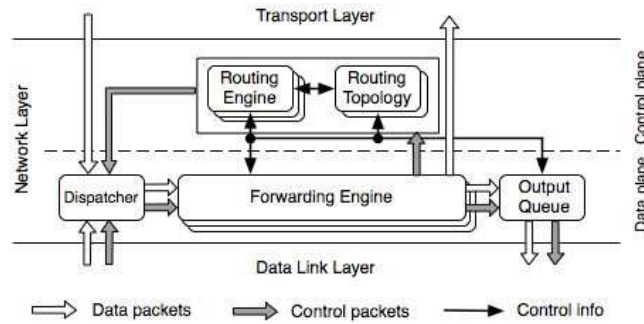 Transport Layer
Network Layer
Control plane
Data plane
Routing
Engine
Routing
Topology
Dispatcher
Forwarding Engine
Output
Queue
Data Link Layer
Data packets
Control packets
Control info